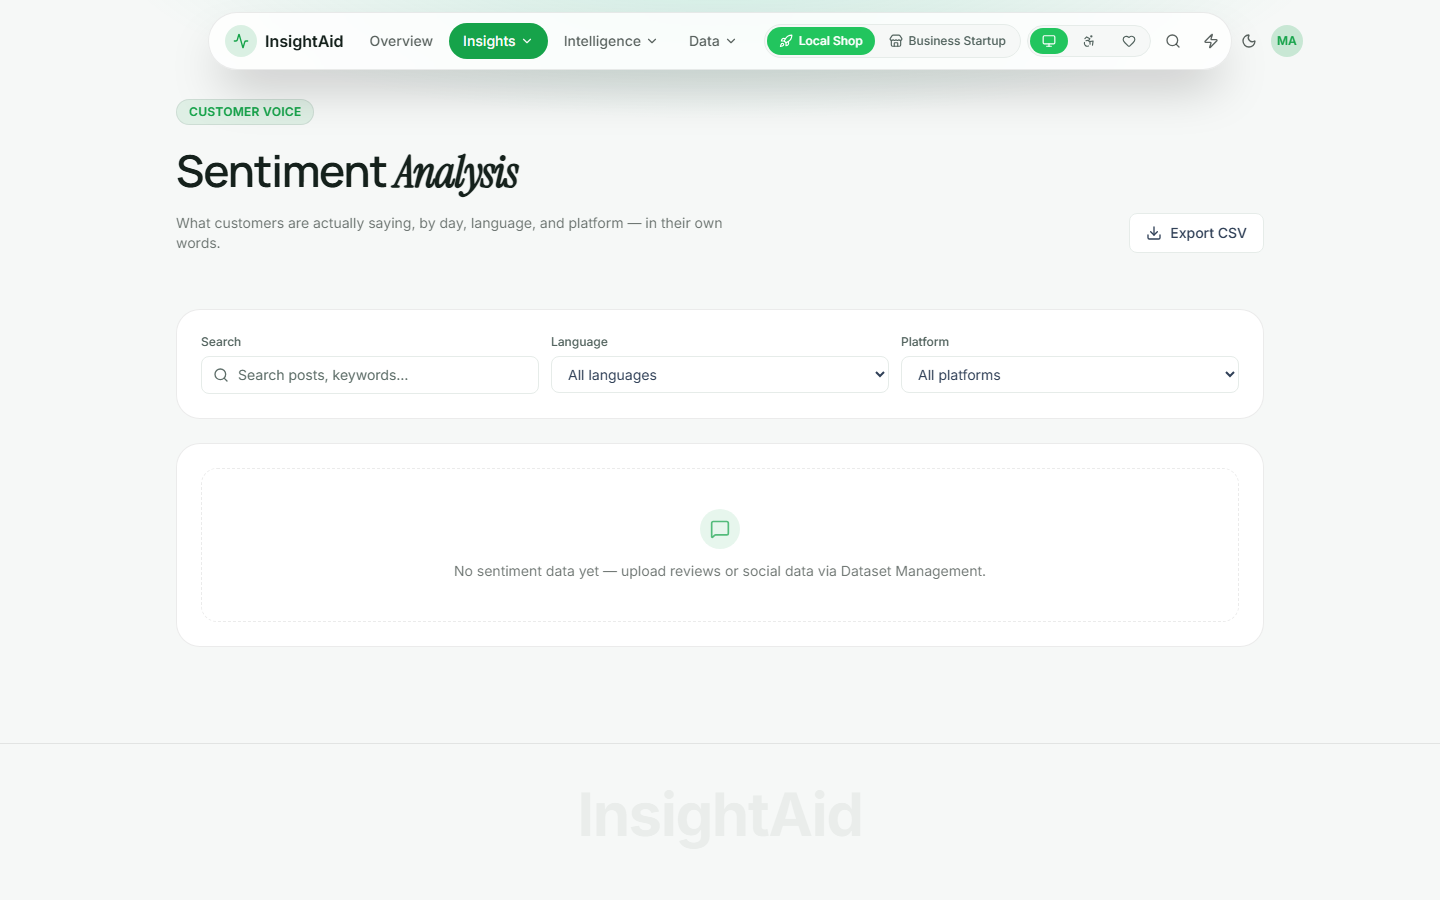 InsightAid Overview Insights Intelligence Data Local Shop Business Startup MA
CUSTOMER VOICE
Sentiment Analysis
What customers are actually saying, by day, language, and platform — in their own
words.
Export CSV
Search Language Platform
Search posts, keywords... All languages All platforms
No sentiment data yet — upload reviews or social data via Dataset Management.
InsightAid